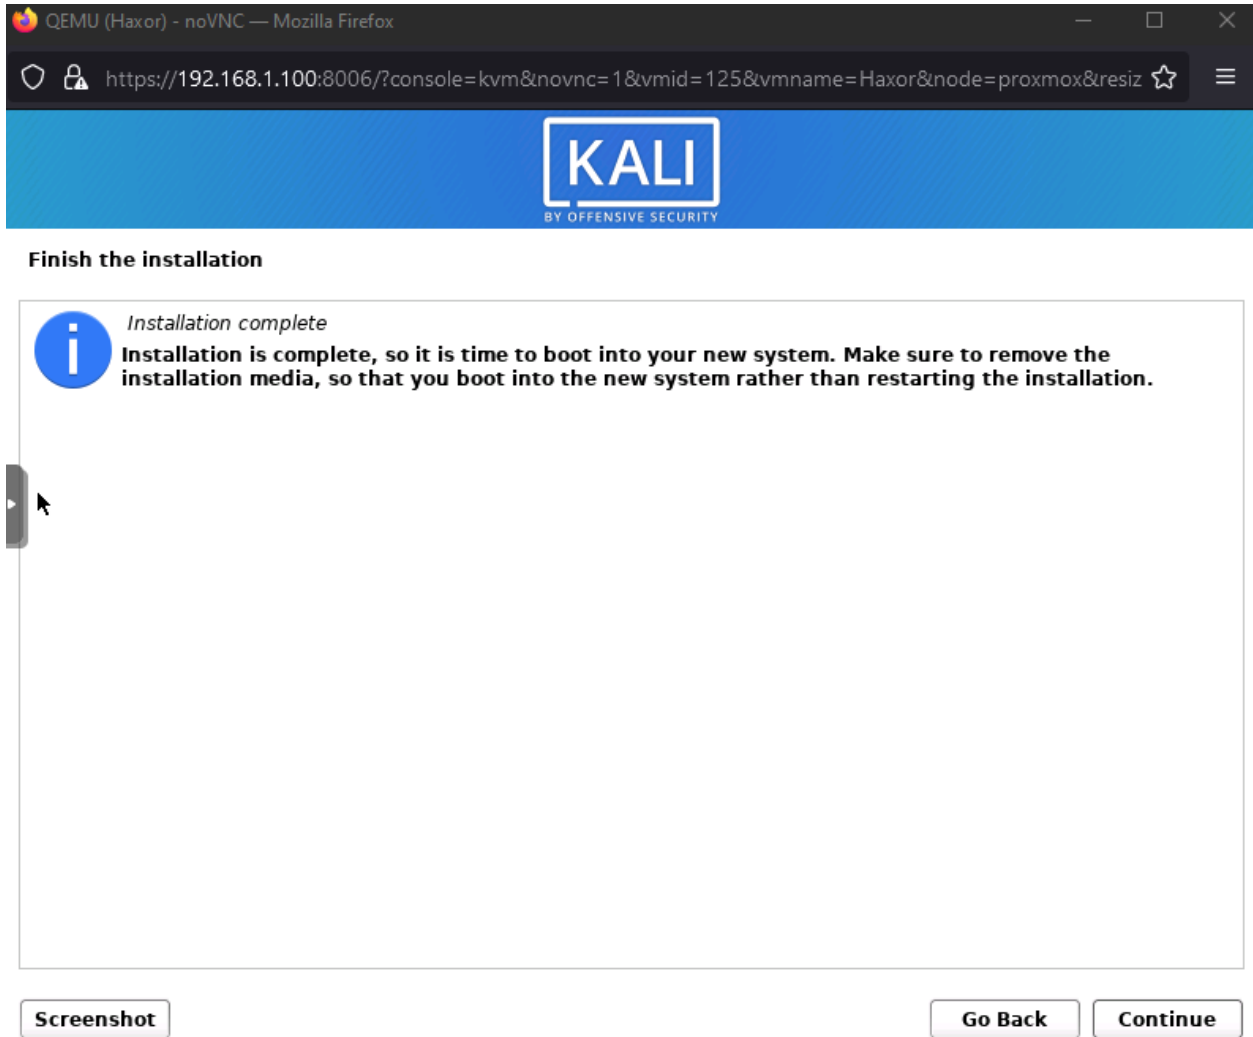 QEMU (Haxor) - noVNC — Mozilla Firefox
https://192.168.1.100:8006/?console=kvm&novnc=1&vmid=125&vmname=Haxor&node=proxmox&resiz
KALI
BY OFFENSIVE SECURITY
Finish the installation
Installation complete
Installation is complete, so it is time to boot into your new system. Make sure to remove the
installation media, so that you boot into the new system rather than restarting the installation.
Screenshot
Go Back
Continue